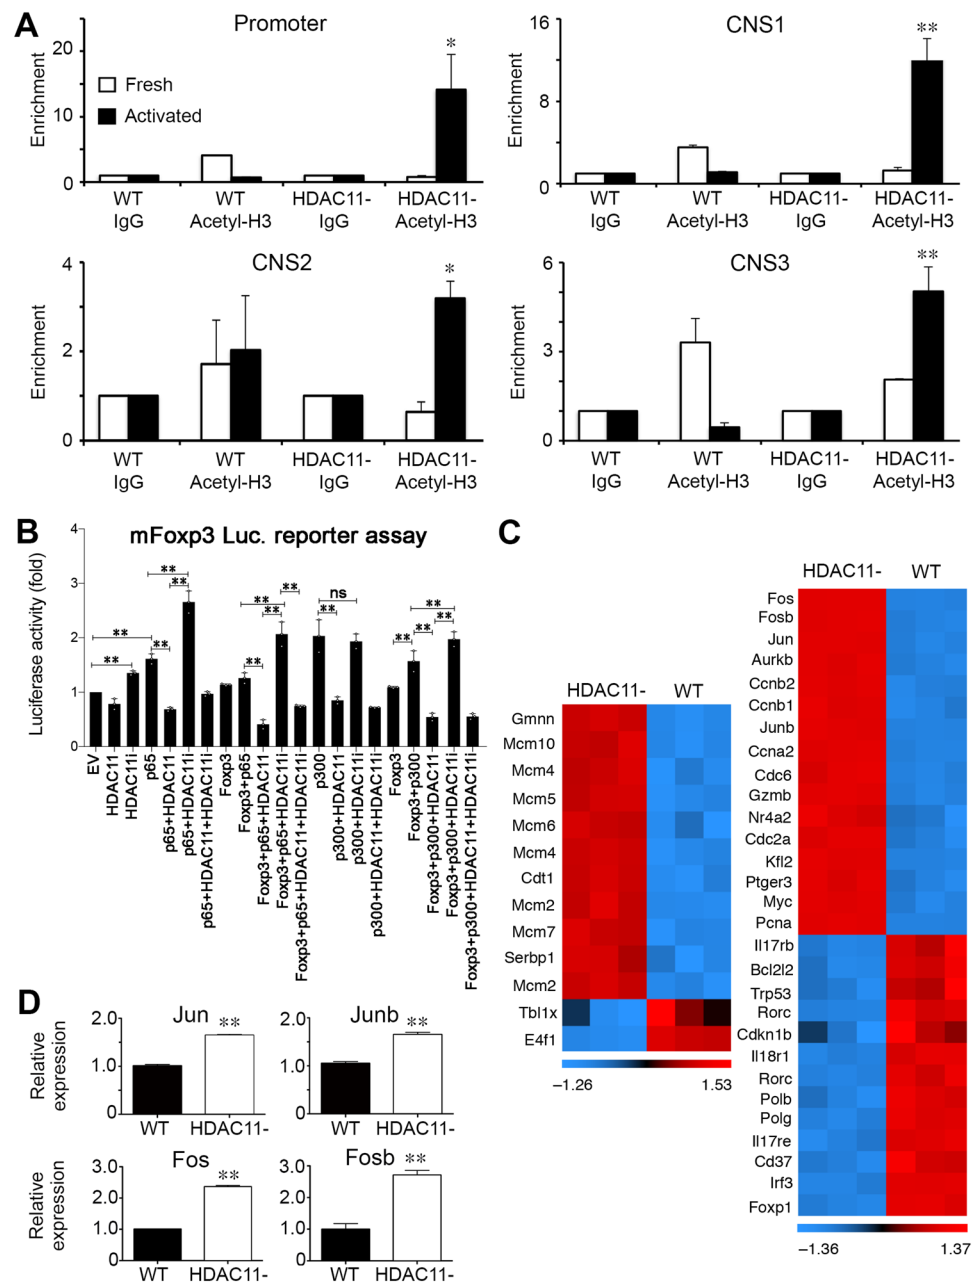 A
Promoter
Enrichment
20
10
0
Fresh
Activated
*
WT
IgG
WT
Acetyl-H3
HDAC11-
IgG
HDAC11-
Acetyl-H3
CNS1
Enrichment
16
8
0
**
WT
IgG
WT
Acetyl-H3
HDAC11-
IgG
HDAC11-
Acetyl-H3
CNS2
Enrichment
4
2
0
*
WT
IgG
WT
Acetyl-H3
HDAC11-
IgG
HDAC11-
Acetyl-H3
CNS3
Enrichment
6
3
0
**
WT
IgG
WT
Acetyl-H3
HDAC11-
IgG
HDAC11-
Acetyl-H3
B
mFoxp3 Luc. reporter assay
Luciferase activity (fold)
4
3
2
1
0
**
**
**
**
**
**
**
**
**
ns
**
**
**
**
**
EV
HDAC11
HDAC11i
p65
p65+HDAC11
p65+HDAC11i
p65+HDAC11+HDAC11i
Foxp3
Foxp3+p65
Foxp3+p65+HDAC11
Foxp3+p65+HDAC11i
Foxp3+p65+HDAC11+HDAC11i
p300
p300+HDAC11
p300+HDAC11i
p300+HDAC11+HDAC11i
Foxp3
Foxp3+p300
Foxp3+p300+HDAC11
Foxp3+p300+HDAC11i
Foxp3+p300+HDAC11+HDAC11i
C
HDAC11- WT
Gmnn
Mcm10
Mcm4
Mcm5
Mcm6
Mcm4
Cdt1
Mcm2
Mcm7
Serbp1
Mcm2
Tbl1x
E4f1
−1.26 1.53
HDAC11- WT
Fos
Fosb
Jun
Aurkb
Ccnb2
Ccnb1
Junb
Ccna2
Cdc6
Gzmb
Nr4a2
Cdc2a
Kfl2
Ptger3
Myc
Pcna
Il17rb
Bcl2l2
Trp53
Rorc
Cdkn1b
Il18r1
Rorc
Polb
Polg
Il17re
Cd37
Irf3
Foxp1
−1.36 1.37
D
Jun
Relative
expression
2.0
1.0
0
**
WT HDAC11-
Junb
2.0
1.0
0
**
WT HDAC11-
Fos
Relative
expression
3.0
2.0
1.0
0
**
WT HDAC11-
Fosb
3.0
2.0
1.0
0
**
WT HDAC11-